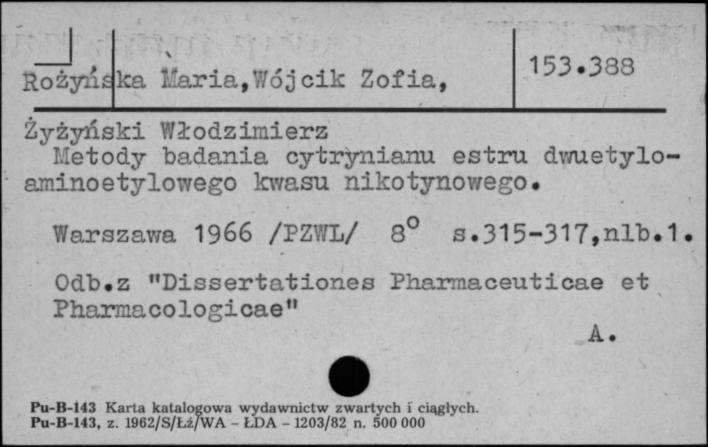 Rożyńska Maria,Wójcik Zofia,
153.388
Żyżyński Włodzimierz
Metody badania cytrynianu estru dwuetylo-
aminoetylowego kwasu nikotynowego.
Warszawa 1966 /PZWL/ 8° s.315-317,nlb.1.
Odb.z "Dissertationes Pharmaceuticae et
Pharmacologicae"
A.
Pu-B-143 Karta katalogowa wydawnictw zwartych i ciągłych.
Pu-B-143, z. 1962/S/Łż/WA - ŁDA - 1203/82 n. 500 000